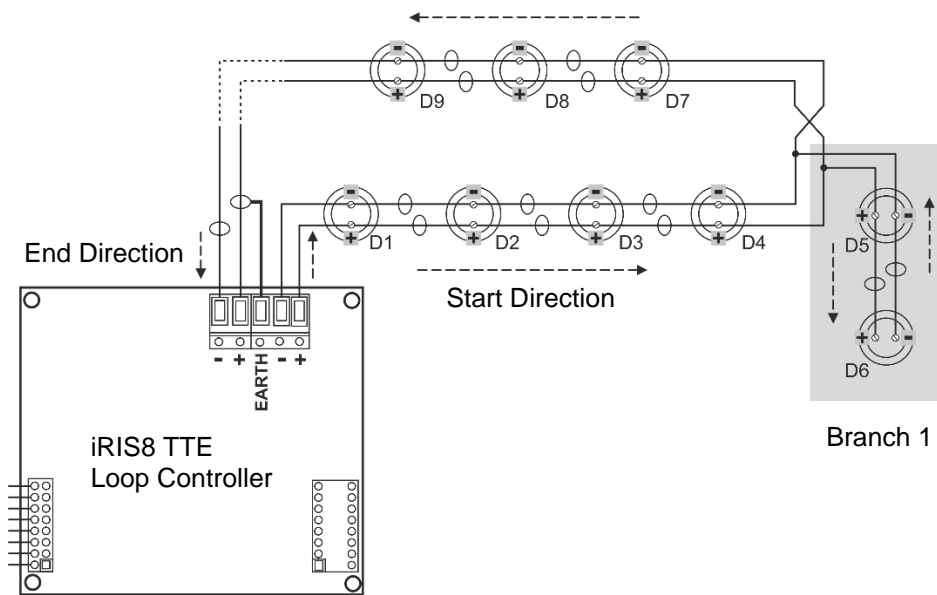 - - -
+ D9 + D8 + D7
- - - -
+ D1 + D2 + D3 + D4
+ - D5
End Direction
Start Direction
+ - D6
- + EARTH - +
Branch 1
iRIS8 TTE
Loop Controller